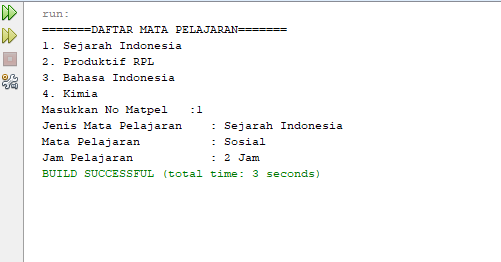 run:
=======DAFTAR MATA PELAJARAN=======
1. Sejarah Indonesia
2. Produktif RPL
3. Bahasa Indonesia
4. Kimia
Masukkan No Matpel   :1
Jenis Mata Pelajaran    : Sejarah Indonesia
Mata Pelajaran          : Sosial
Jam Pelajaran           : 2 Jam
BUILD SUCCESSFUL (total time: 3 seconds)